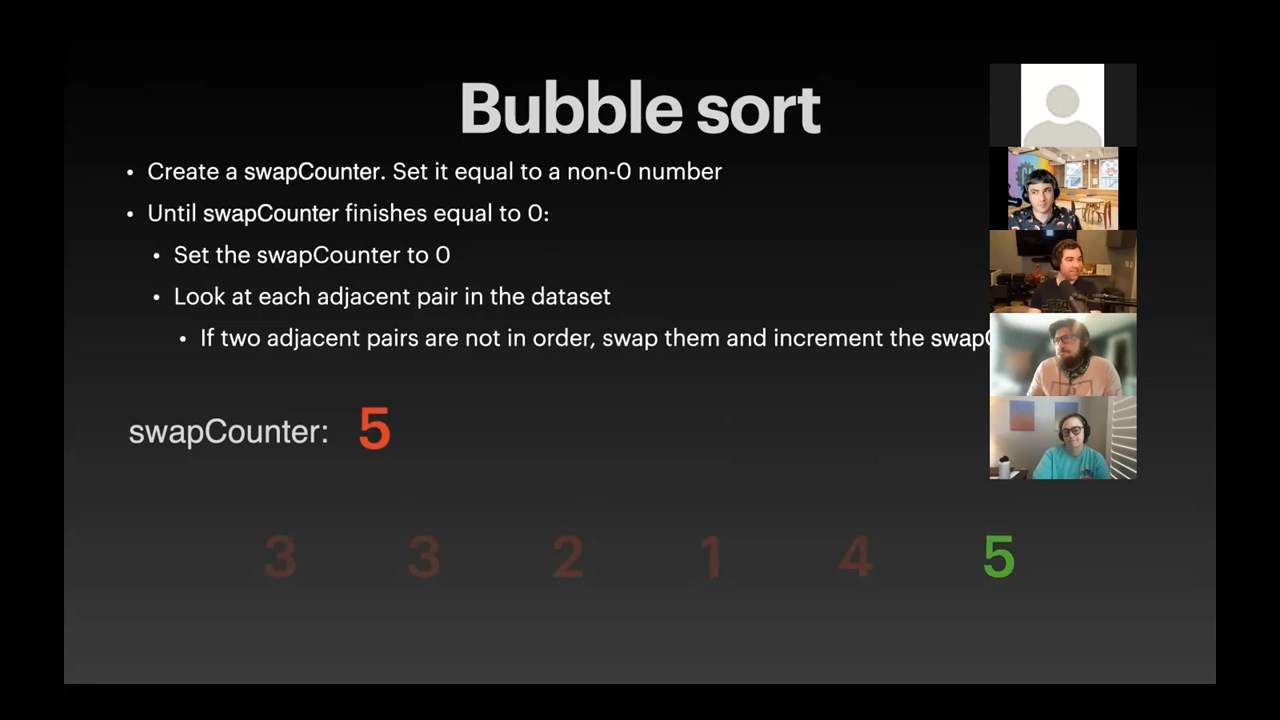 Bubble sort
• Create a swapCounter. Set it equal to a non-0 number
• Until swapCounter finishes equal to 0:
• Set the swapCounter to 0
• Look at each adjacent pair in the dataset
• If two adjacent pairs are not in order, swap them and increment the swapC
swapCounter: 5
3 3 2 1 4 5